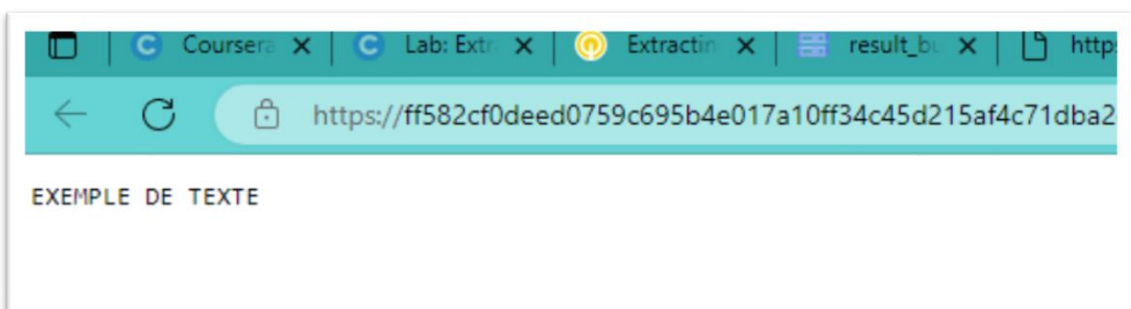 Coursera Lab: Extr Extractin result_bu http
https://ff582cf0deed0759c695b4e017a10ff34c45d215af4c71dba2
EXEMPLE DE TEXTE